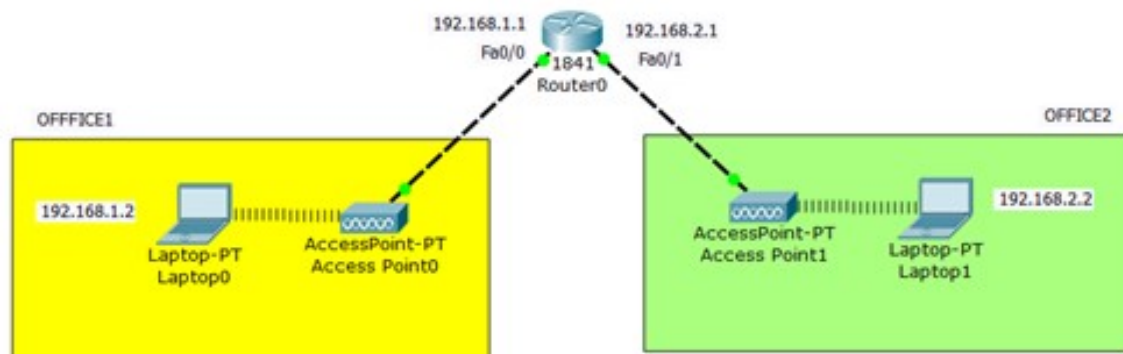 192.168.1.1
Fa0/0
192.168.2.1
Fa0/1
1841
Router0
OFFFICE1
OFFICE2
192.168.1.2
Laptop-PT
Laptop0
AccessPoint-PT
Access Point0
AccessPoint-PT
Access Point1
Laptop-PT
Laptop1
192.168.2.2